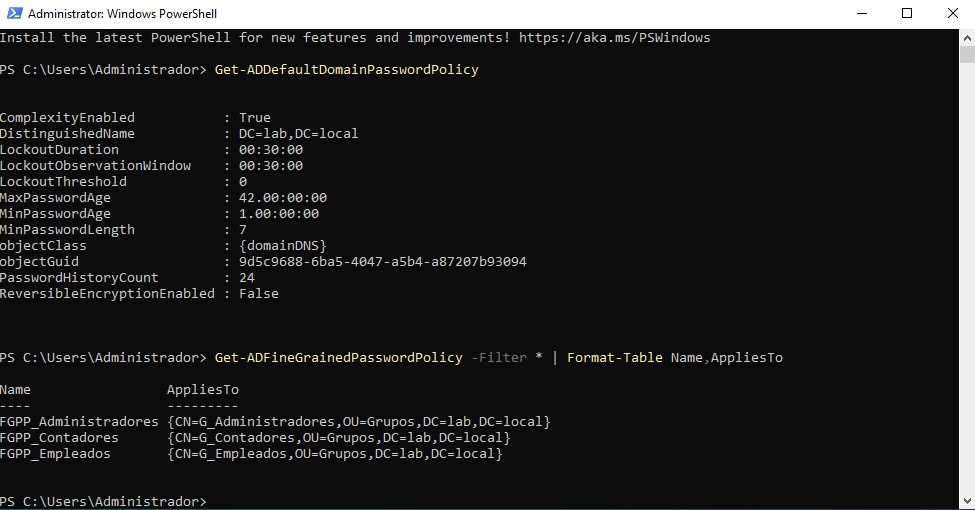 Administrator: Windows PowerShell
Install the latest PowerShell for new features and improvements! https://aka.ms/PSWindows
PS C:\Users\Administrador> Get-ADDefaultDomainPasswordPolicy
ComplexityEnabled : True
DistinguishedName : DC=lab,DC=local
LockoutDuration : 00:30:00
LockoutObservationWindow : 00:30:00
LockoutThreshold : 0
MaxPasswordAge : 42.00:00:00
MinPasswordAge : 1.00:00:00
MinPasswordLength : 7
objectClass : {domainDNS}
objectGuid : 9d5c9688-6ba5-4047-a5b4-a87207b93094
PasswordHistoryCount : 24
ReversibleEncryptionEnabled : False
PS C:\Users\Administrador> Get-ADFineGrainedPasswordPolicy -Filter * | Format-Table Name,AppliesTo
Name AppliesTo
---- ---------
FGPP_Administradores {CN=G_Administradores,OU=Grupos,DC=lab,DC=local}
FGPP_Contadores {CN=G_Contadores,OU=Grupos,DC=lab,DC=local}
FGPP_Empleados {CN=G_Empleados,OU=Grupos,DC=lab,DC=local}
PS C:\Users\Administrador>